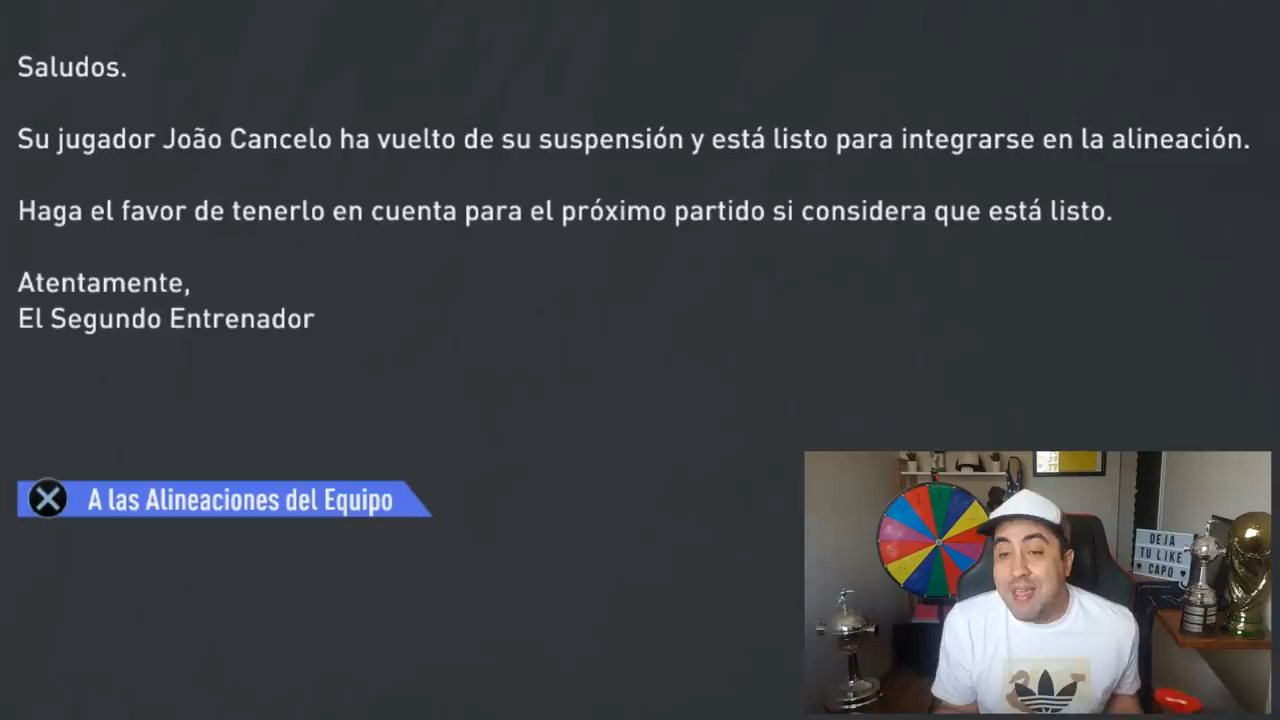 Saludos.
Su jugador João Cancelo ha vuelto de su suspensión y está listo para integrarse en la alineación.
Haga el favor de tenerlo en cuenta para el próximo partido si considera que está listo.
Atentamente,
El Segundo Entrenador
A las Alineaciones del Equipo
DEJA
TU LIKE
♥ CAPO ♥